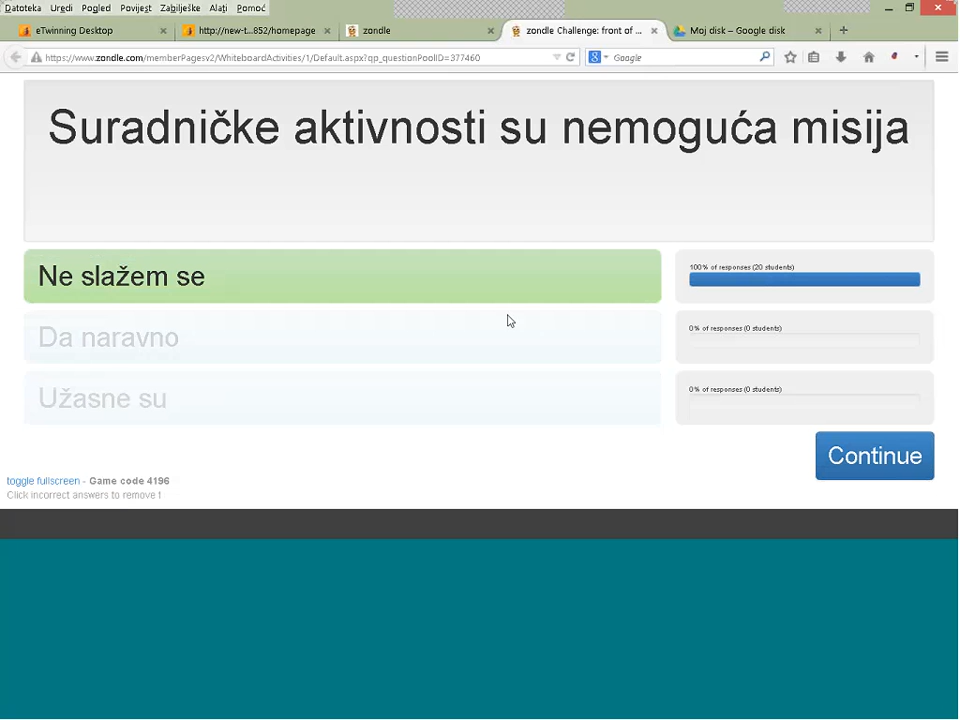 Datoteka Uredi Pogled Povijest Zabilješke Alati Pomoć
eTwinning Desktop × http://new-t...852/homepage × zondle × zondle Challenge: front of ... × Moj disk – Google disk × +
https://www.zondle.com/memberPagesv2/WhiteboardActivities/1/Default.aspx?qp_questionPoolID=377460 Google
Suradničke aktivnosti su nemoguća misija
Ne slažem se
100% of responses (20 students)
Da naravno
0% of responses (0 students)
Užasne su
0% of responses (0 students)
Continue
toggle fullscreen - Game code 4196
Click incorrect answers to remove t